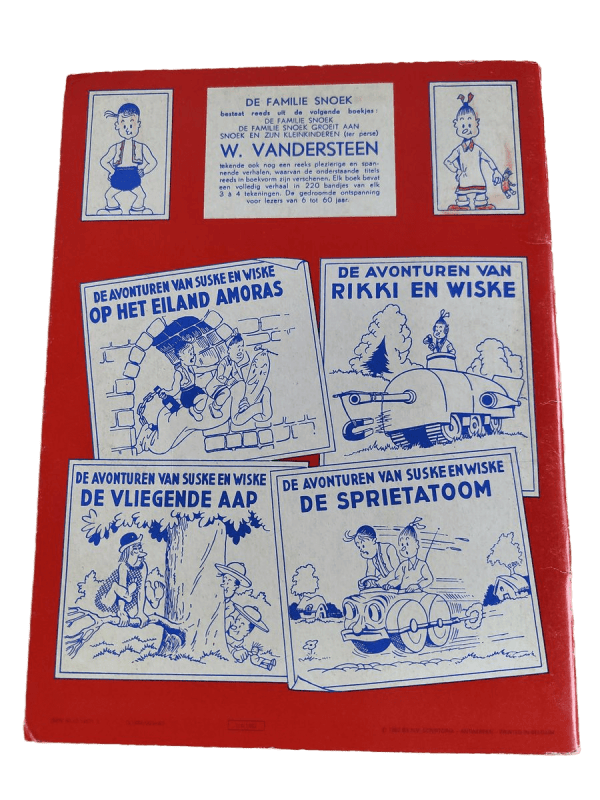 DE FAMILIE SNOEK
bestaat reeds uit de volgende boekjes:
DE FAMILIE SNOEK
DE FAMILIE SNOEK GROEIT AAN
SNOEK EN ZIJN KLEINKINDEREN (ter perse)
W. VANDERSTEEN
tekende ook nog een reeks plezierige en span-
nende verhalen, waarvan de onderstaande titels
reeds in boekvorm zijn verschenen. Elk boek bevat
een volledig verhaal in 220 bandjes van elk
3 à 4 tekeningen. De gedroomde ontspanning
voor lezers van 6 tot 60 jaar.
DE AVONTUREN VAN SUSKE EN WISKE
OP HET EILAND AMORAS
DE AVONTUREN VAN
RIKKI EN WISKE
DE AVONTUREN VAN SUSKE EN WISKE
DE VLIEGENDE AAP
DE AVONTUREN VAN SUSKE EN WISKE
DE SPRIETATOOM